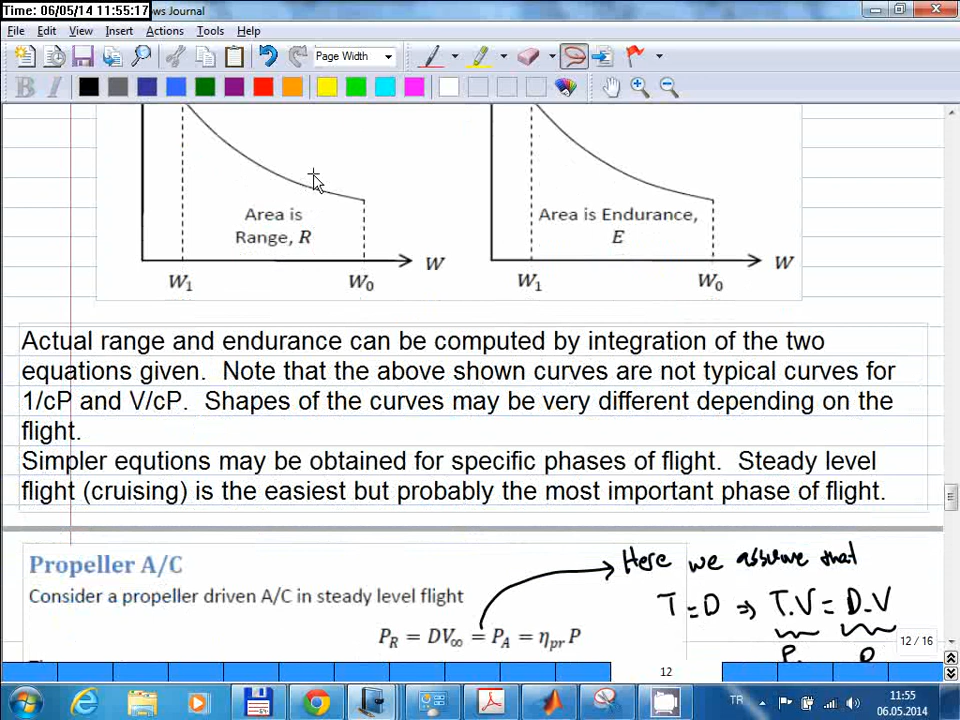 Time: 06/05/14 11:55:17
ws Journal
File Edit View Insert Actions Tools Help
Page Width
B I
Area is
Range, R
W
W₁
W₀
Area is Endurance,
E
W
W₁
W₀
Actual range and endurance can be computed by integration of the two
equations given. Note that the above shown curves are not typical curves for
1/cP and V/cP. Shapes of the curves may be very different depending on the
flight.
Simpler equtions may be obtained for specific phases of flight. Steady level
flight (cruising) is the easiest but probably the most important phase of flight.
Propeller A/C
Consider a propeller driven A/C in steady level flight
P_R = DV_∞ = P_A = η_pr P
Here we assume that
T = D ⇒ T.V = D.V
12 / 16
12
TR
11:55
06.05.2014